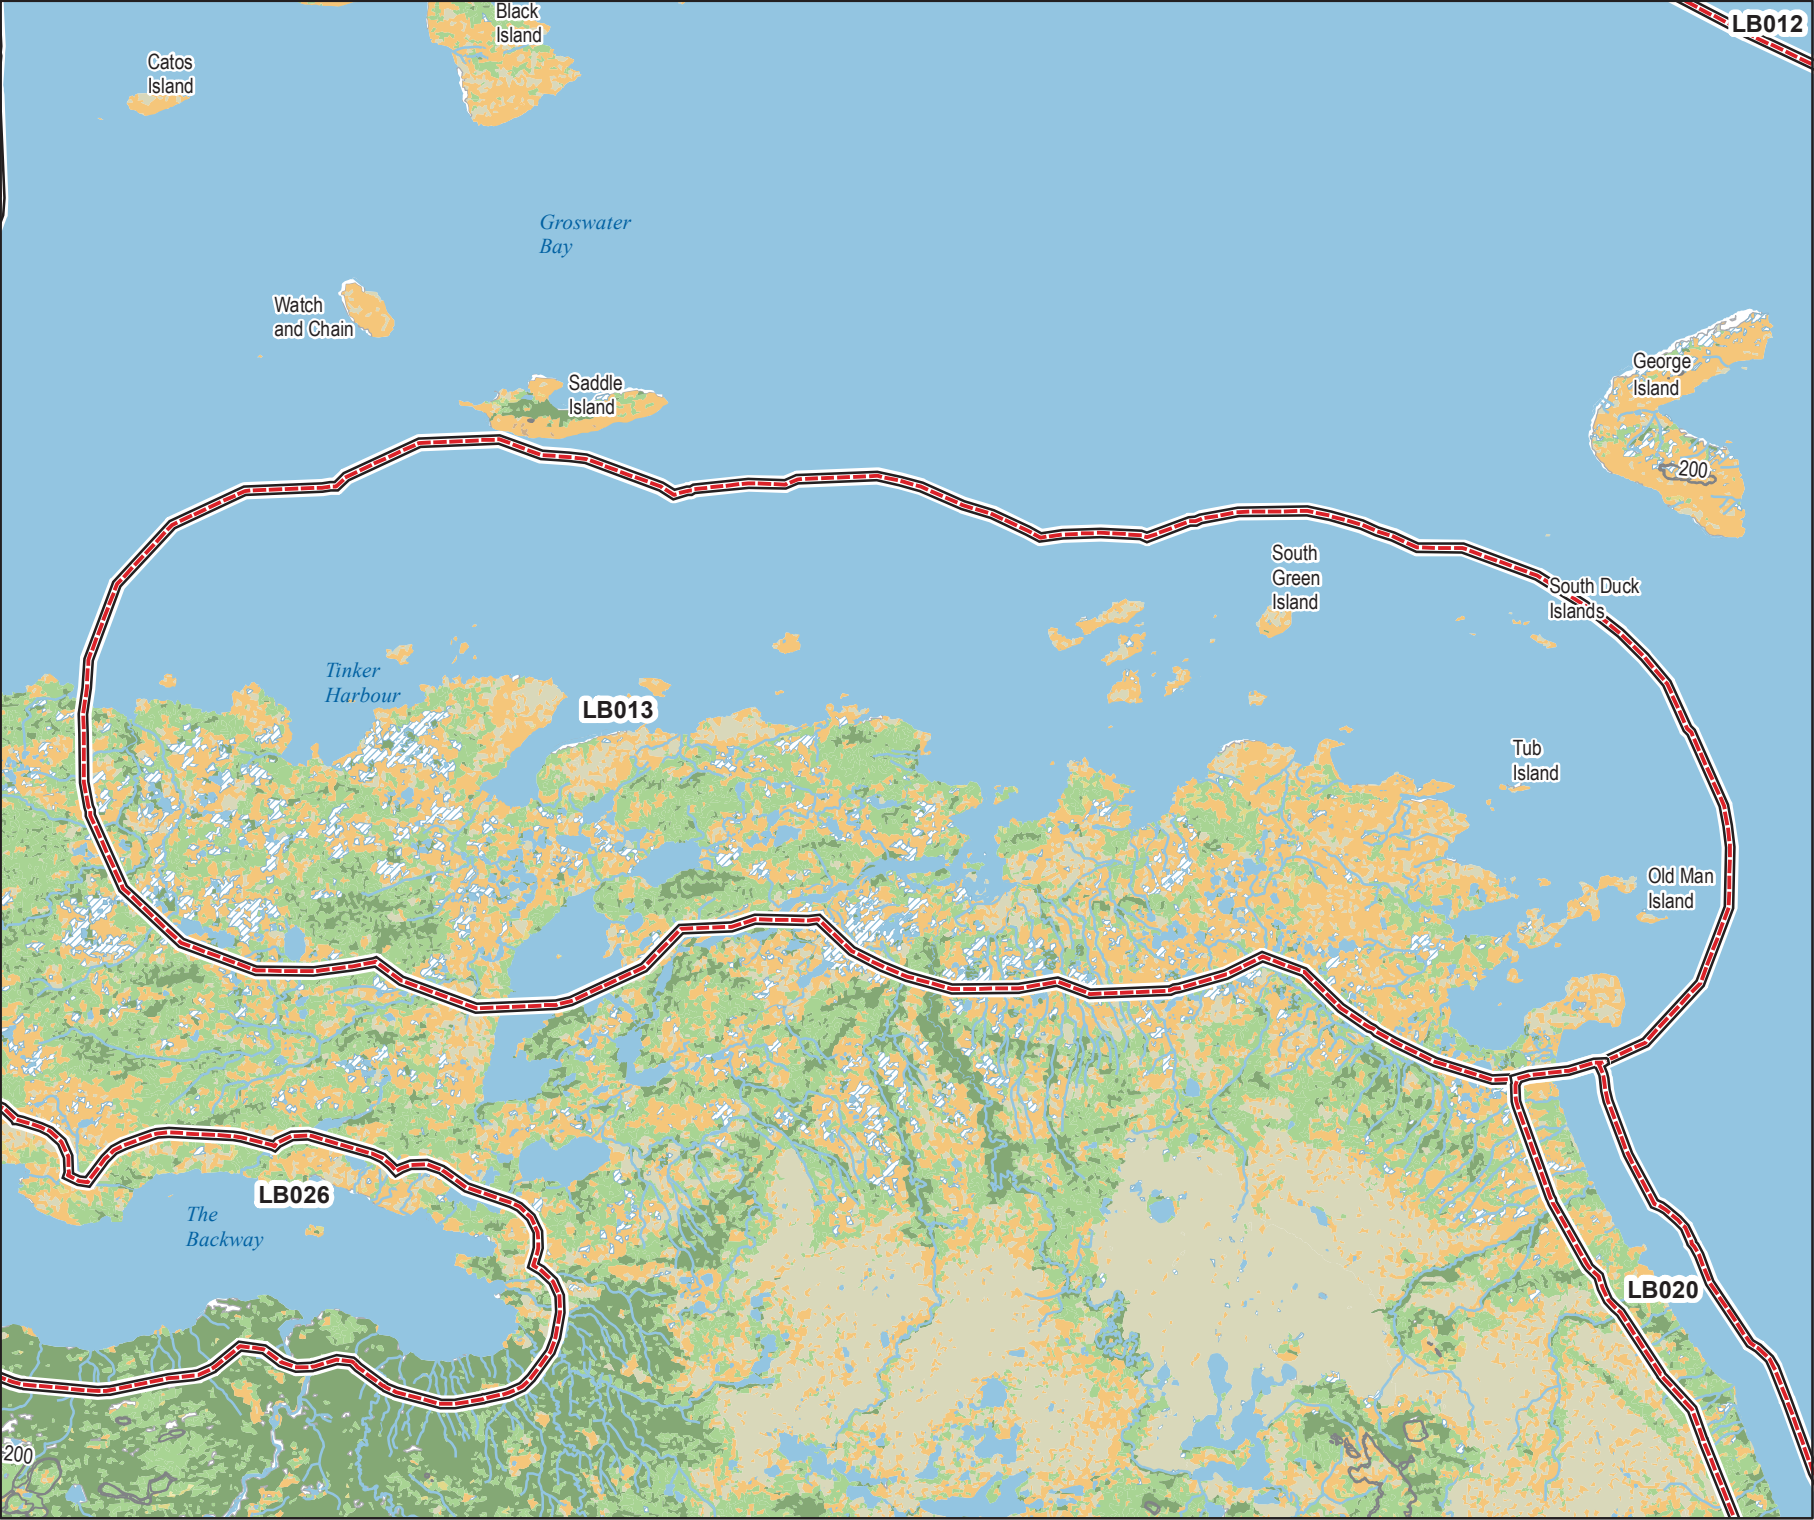 Black
Island
LB012
Catos
Island
Groswater
Bay
Watch
and Chain
George
Island
Saddle
Island
200
South
Green
Island
South Duck
Islands
Tinker
Harbour
LB013
Tub
Island
Old Man
Island
LB026
The
Backway
LB020
200